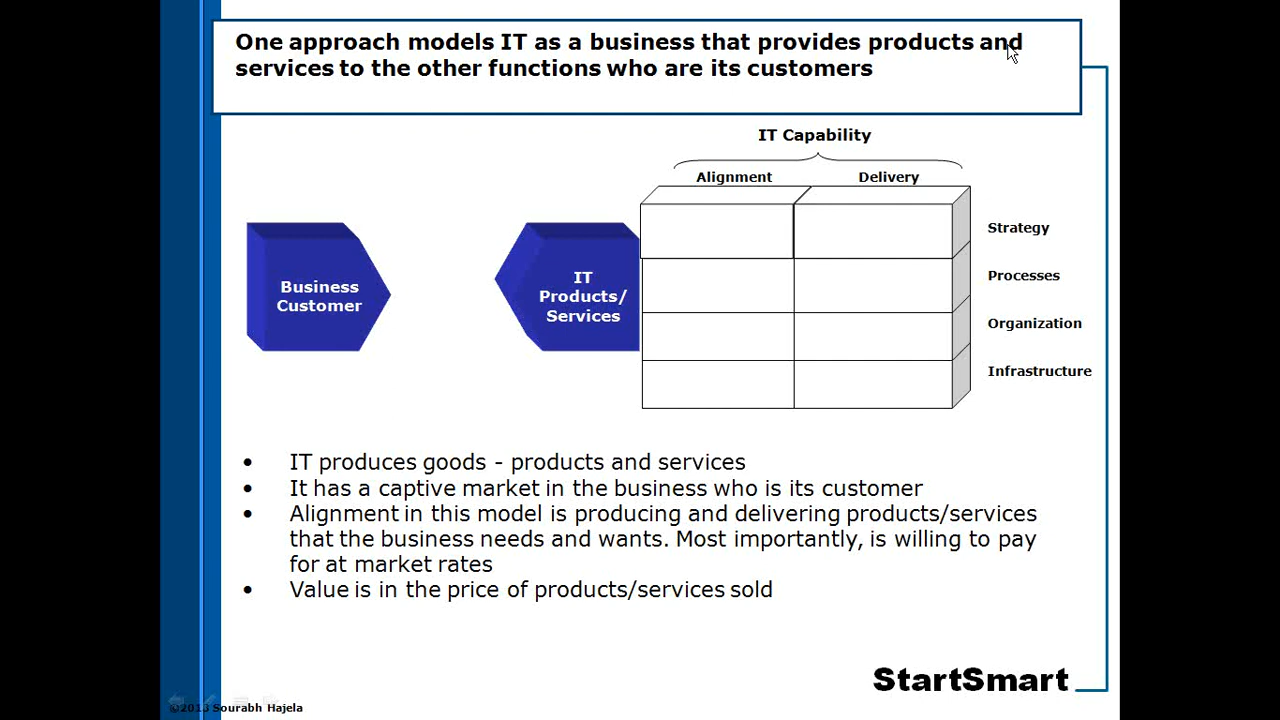 One approach models IT as a business that provides products and
services to the other functions who are its customers
IT Capability
Alignment
Delivery
Strategy
Processes
Organization
Infrastructure
Business
Customer
IT
Products/
Services
• IT produces goods - products and services
• It has a captive market in the business who is its customer
• Alignment in this model is producing and delivering products/services
that the business needs and wants. Most importantly, is willing to pay
for at market rates
• Value is in the price of products/services sold
StartSmart
©2013 Sourabh Hajela